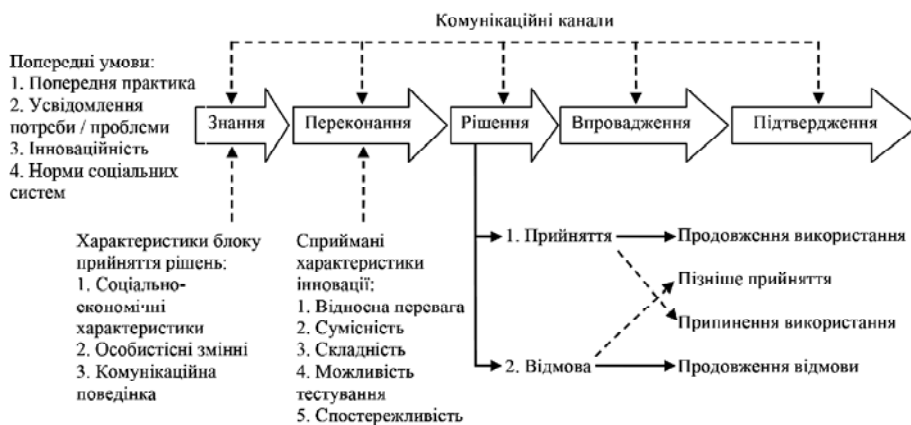 Комунікаційні канали
Попередні умови:
1. Попередня практика
2. Усвідомлення
потреби / проблеми
3. Інноваційність
4. Норми соціальних
систем
Знання
Переконання
Рішення
Впровадження
Підтвердження
Характеристики блоку
прийняття рішень:
1. Соціально-
економічні
характеристики
2. Особистісні змінні
3. Комунікаційна
поведінка
Сприймані
характеристики
інновації:
1. Відносна перевага
2. Сумісність
3. Складність
4. Можливість
тестування
5. Спостережливість
1. Прийняття
2. Відмова
Продовження використання
Пізніше прийняття
Припинення використання
Продовження відмови